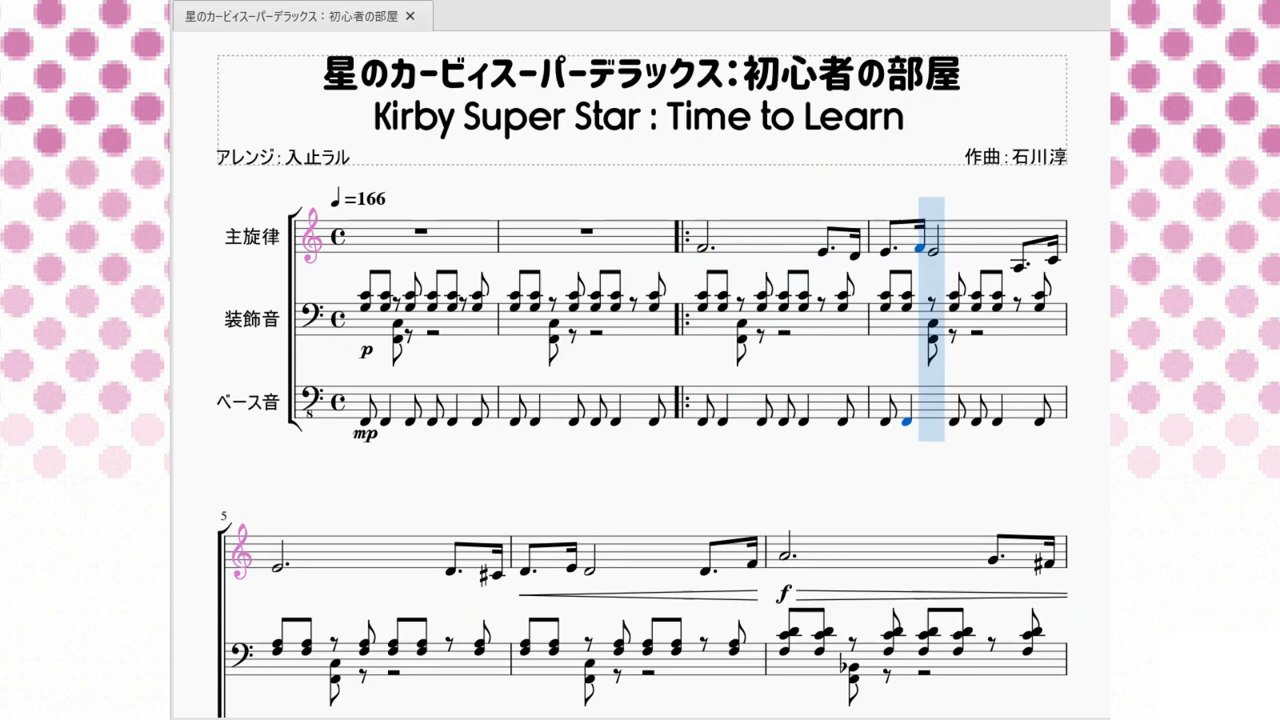 星のカービィスーパーデラックス：初心者の部屋 ✕
星のカービィスーパーデラックス：初心者の部屋
Kirby Super Star : Time to Learn
アレンジ：入止ラル
作曲：石川淳
♩=166
主旋律
装飾音
p
ベース音
8
mp
5
f